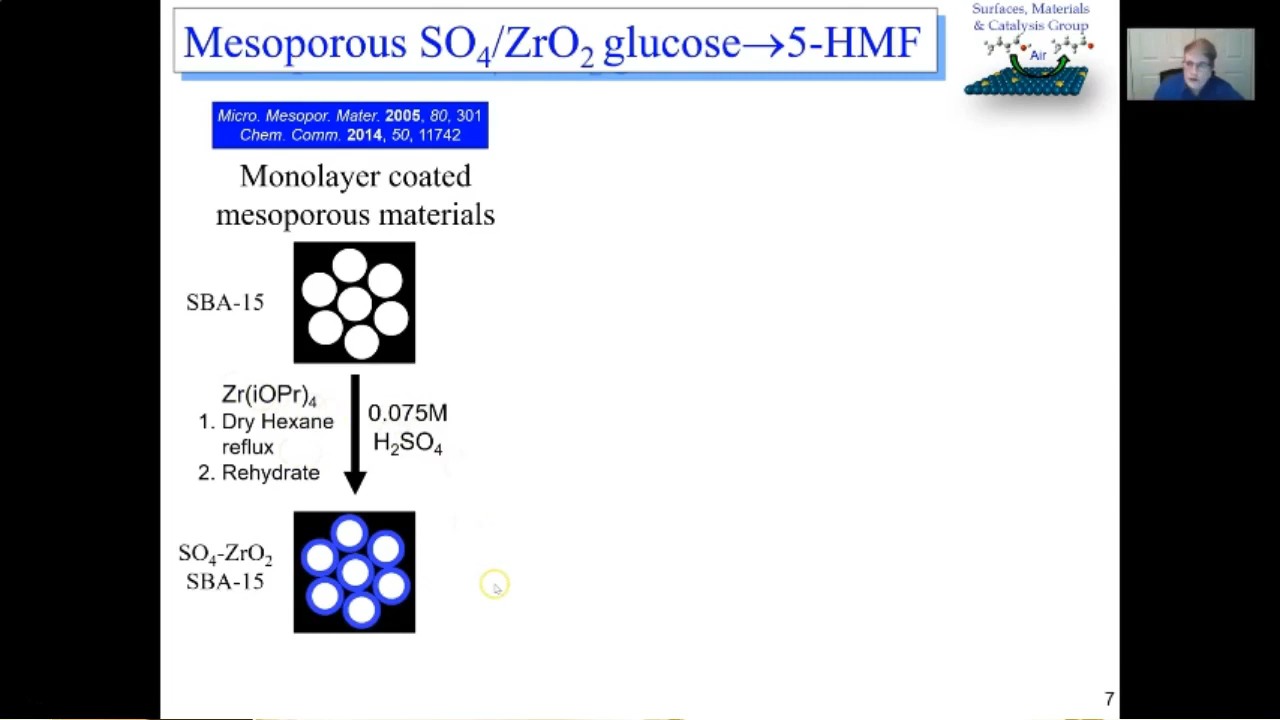 Mesoporous SO₄/ZrO₂ glucose→5-HMF
Surfaces, Materials
& Catalysis Group
Air
Micro. Mesopor. Mater. 2005, 80, 301
Chem. Comm. 2014, 50, 11742
Monolayer coated
mesoporous materials
SBA-15
Zr(iOPr)₄
1. Dry Hexane
reflux
2. Rehydrate
0.075M
H₂SO₄
SO₄-ZrO₂
SBA-15
7